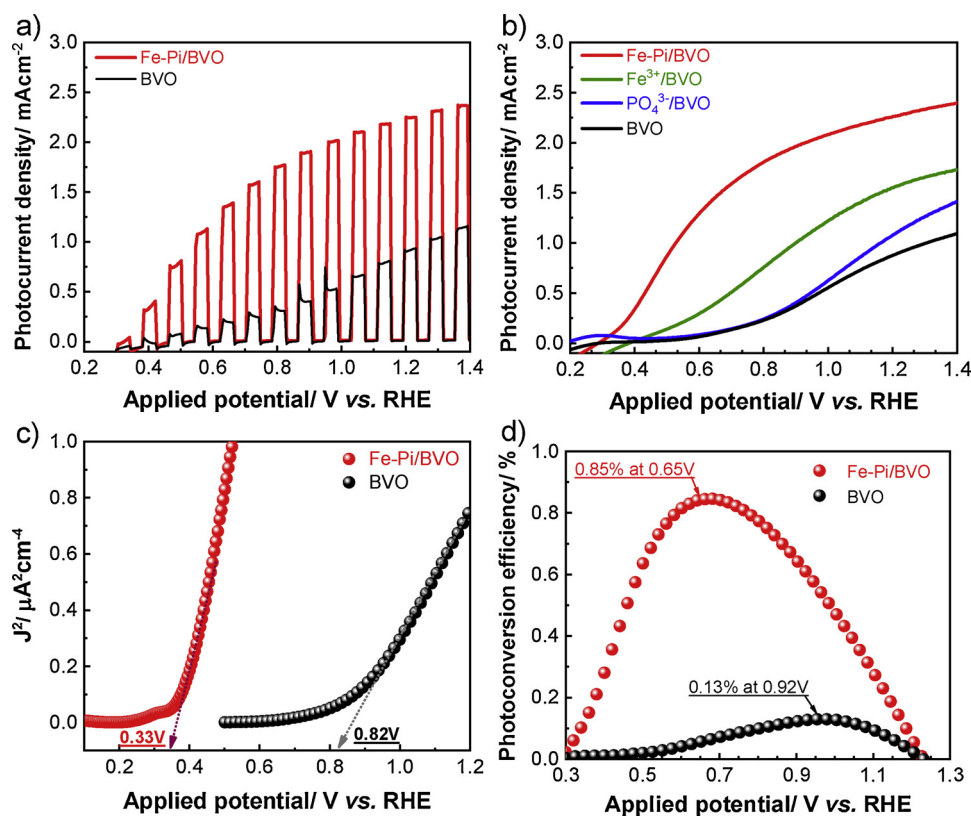 a)
Fe-Pi/BVO
BVO
Photocurrent density/ mAcm⁻²
3.0
2.5
2.0
1.5
1.0
0.5
0.0
0.2 0.4 0.6 0.8 1.0 1.2 1.4
Applied potential/ V vs. RHE
b)
Fe-Pi/BVO
Fe³⁺/BVO
PO₄³⁻/BVO
BVO
Photocurrent density/ mAcm⁻²
3.0
2.5
2.0
1.5
1.0
0.5
0.0
0.2 0.4 0.6 0.8 1.0 1.2 1.4
Applied potential/ V vs. RHE
c)
Fe-Pi/BVO
BVO
J²/ μA²cm⁻⁴
1.0
0.8
0.6
0.4
0.2
0.0
0.33V
0.82V
0.2 0.4 0.6 0.8 1.0 1.2
Applied potential/ V vs. RHE
d)
0.85% at 0.65V
Fe-Pi/BVO
BVO
0.13% at 0.92V
Photoconversion efficiency/ %
1.0
0.8
0.6
0.4
0.2
0.0
0.3 0.5 0.7 0.9 1.1 1.3
Applied potential/ V vs. RHE